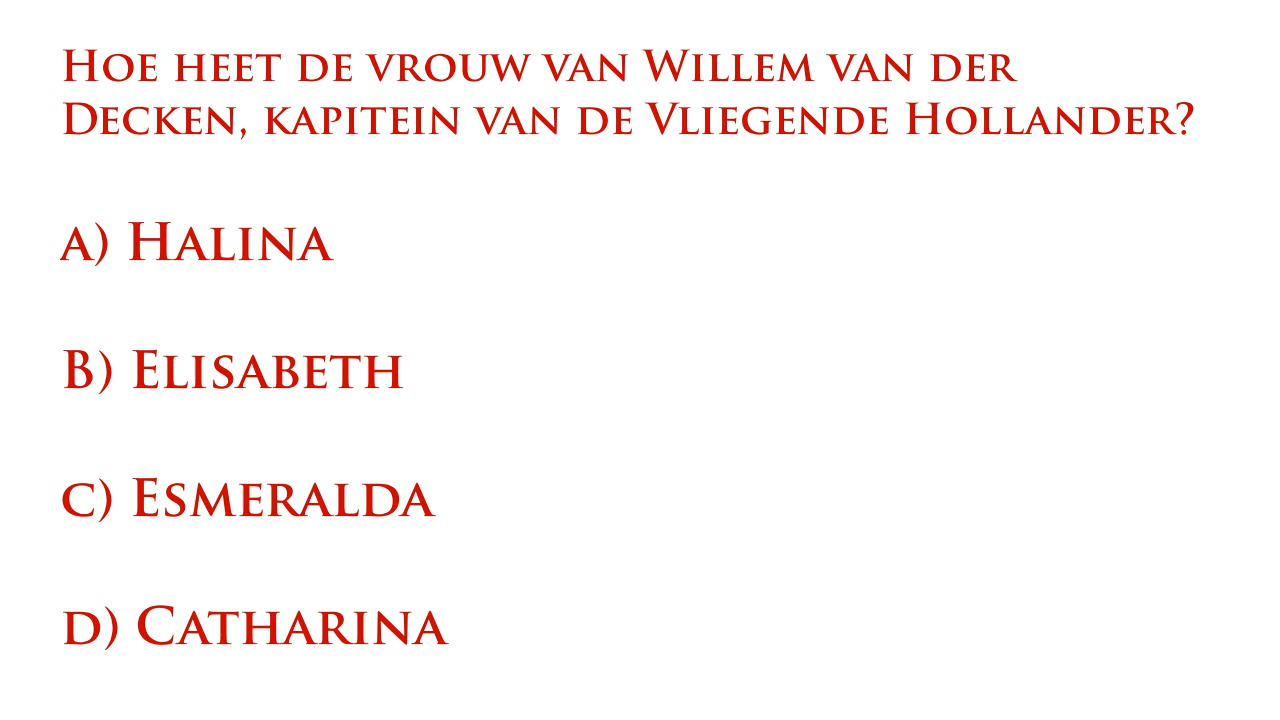 Hoe heet de vrouw van Willem van der
Decken, kapitein van de Vliegende Hollander?
a) Halina
B) Elisabeth
c) Esmeralda
d) Catharina